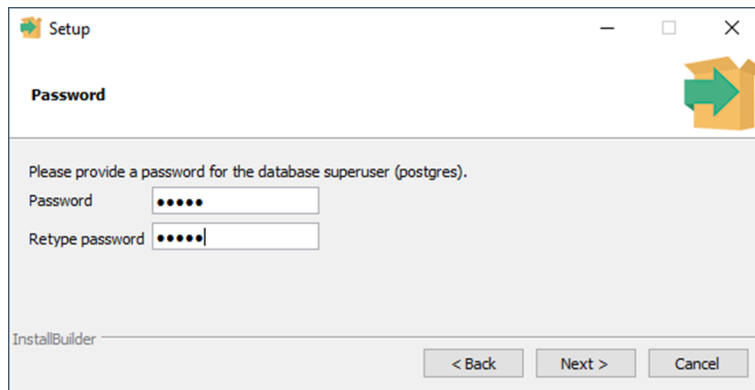 Setup
Password
Please provide a password for the database superuser (postgres).
Password •••••
Retype password •••••
InstallBuilder
< Back Next > Cancel